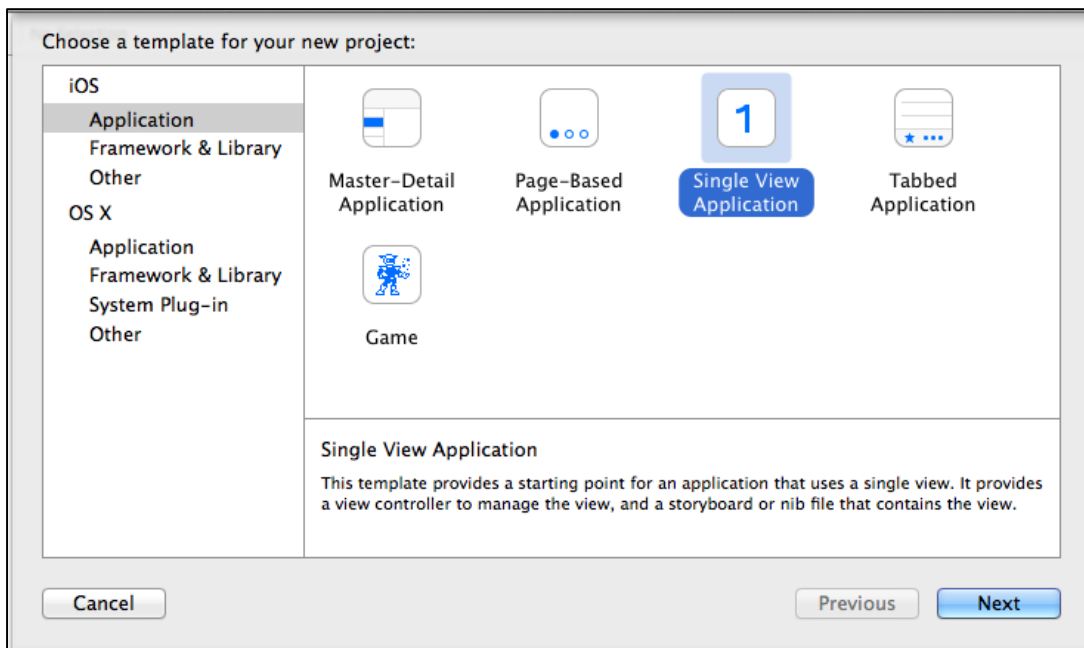 Choose a template for your new project:
iOS
Application
Framework & Library
Other
OS X
Application
Framework & Library
System Plug-in
Other
Master-Detail
Application
Page-Based
Application
1
Single View
Application
Tabbed
Application
Game
Single View Application
This template provides a starting point for an application that uses a single view. It provides
a view controller to manage the view, and a storyboard or nib file that contains the view.
Cancel
Previous
Next